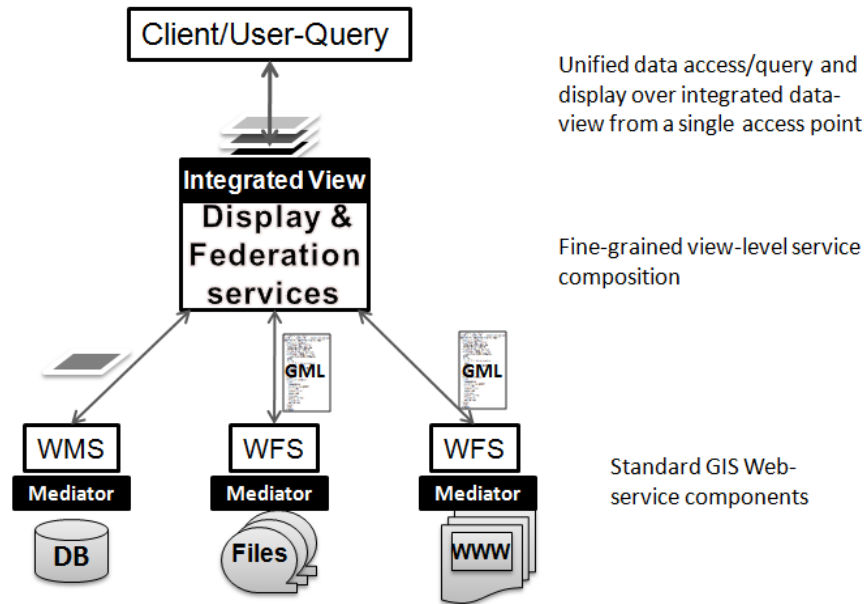 Client/User-Query
Unified data access/query and
display over integrated data-
view from a single access point
Integrated View
Display &
Federation
services
Fine-grained view-level service
composition
GML
GML
WMS
WFS
WFS
Mediator
Mediator
Mediator
Standard GIS Web-
service components
DB
Files
WWW